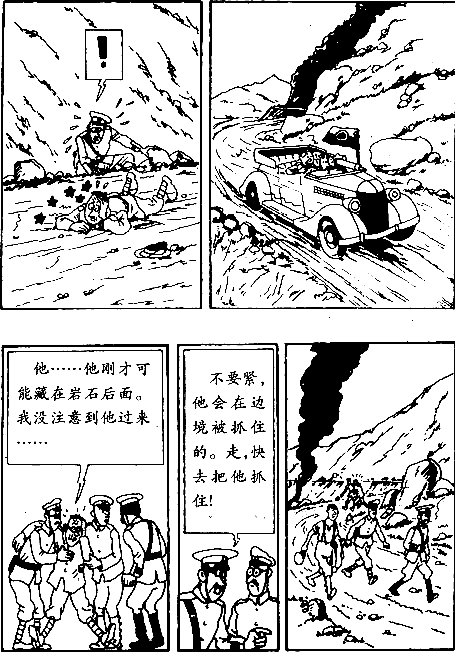 !
他……他刚才可
能藏在岩石后面。
我没注意到他过来
……
不要紧,
他会在边
境被抓住
的。走,快
去把他抓
住!